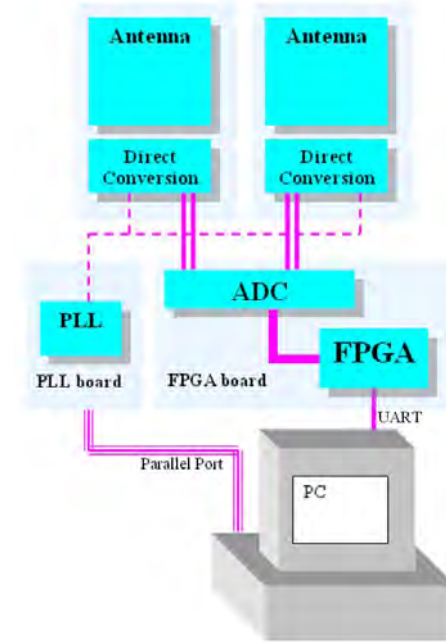 Antenna
Antenna
Direct
Conversion
Direct
Conversion
ADC
PLL
FPGA
PLL board
FPGA board
UART
Parallel Port
PC